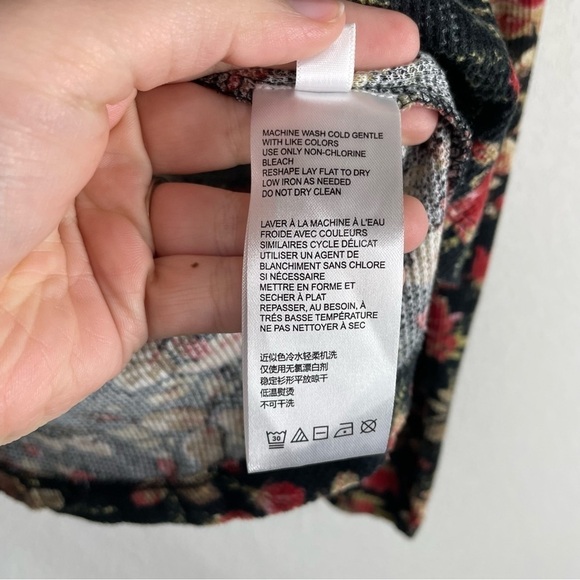 MACHINE WASH COLD GENTLE
WITH LIKE COLORS
USE ONLY NON-CHLORINE
BLEACH
RESHAPE LAY FLAT TO DRY
LOW IRON AS NEEDED
DO NOT DRY CLEAN
LAVER À LA MACHINE À L'EAU
FROIDE AVEC COULEURS
SIMILAIRES CYCLE DÉLICAT
UTILISER UN AGENT DE
BLANCHIMENT SANS CHLORE
SI NÉCESSAIRE
METTRE EN FORME ET
SECHER À PLAT
REPASSER, AU BESOIN, À
TRÉS BASSE TEMPÉRATURE
NE PAS NETTOYER À SEC
近似色冷水轻柔机洗
仅使用无氯漂白剂
稳定衫形平放晾干
低温熨烫
不可干洗
30